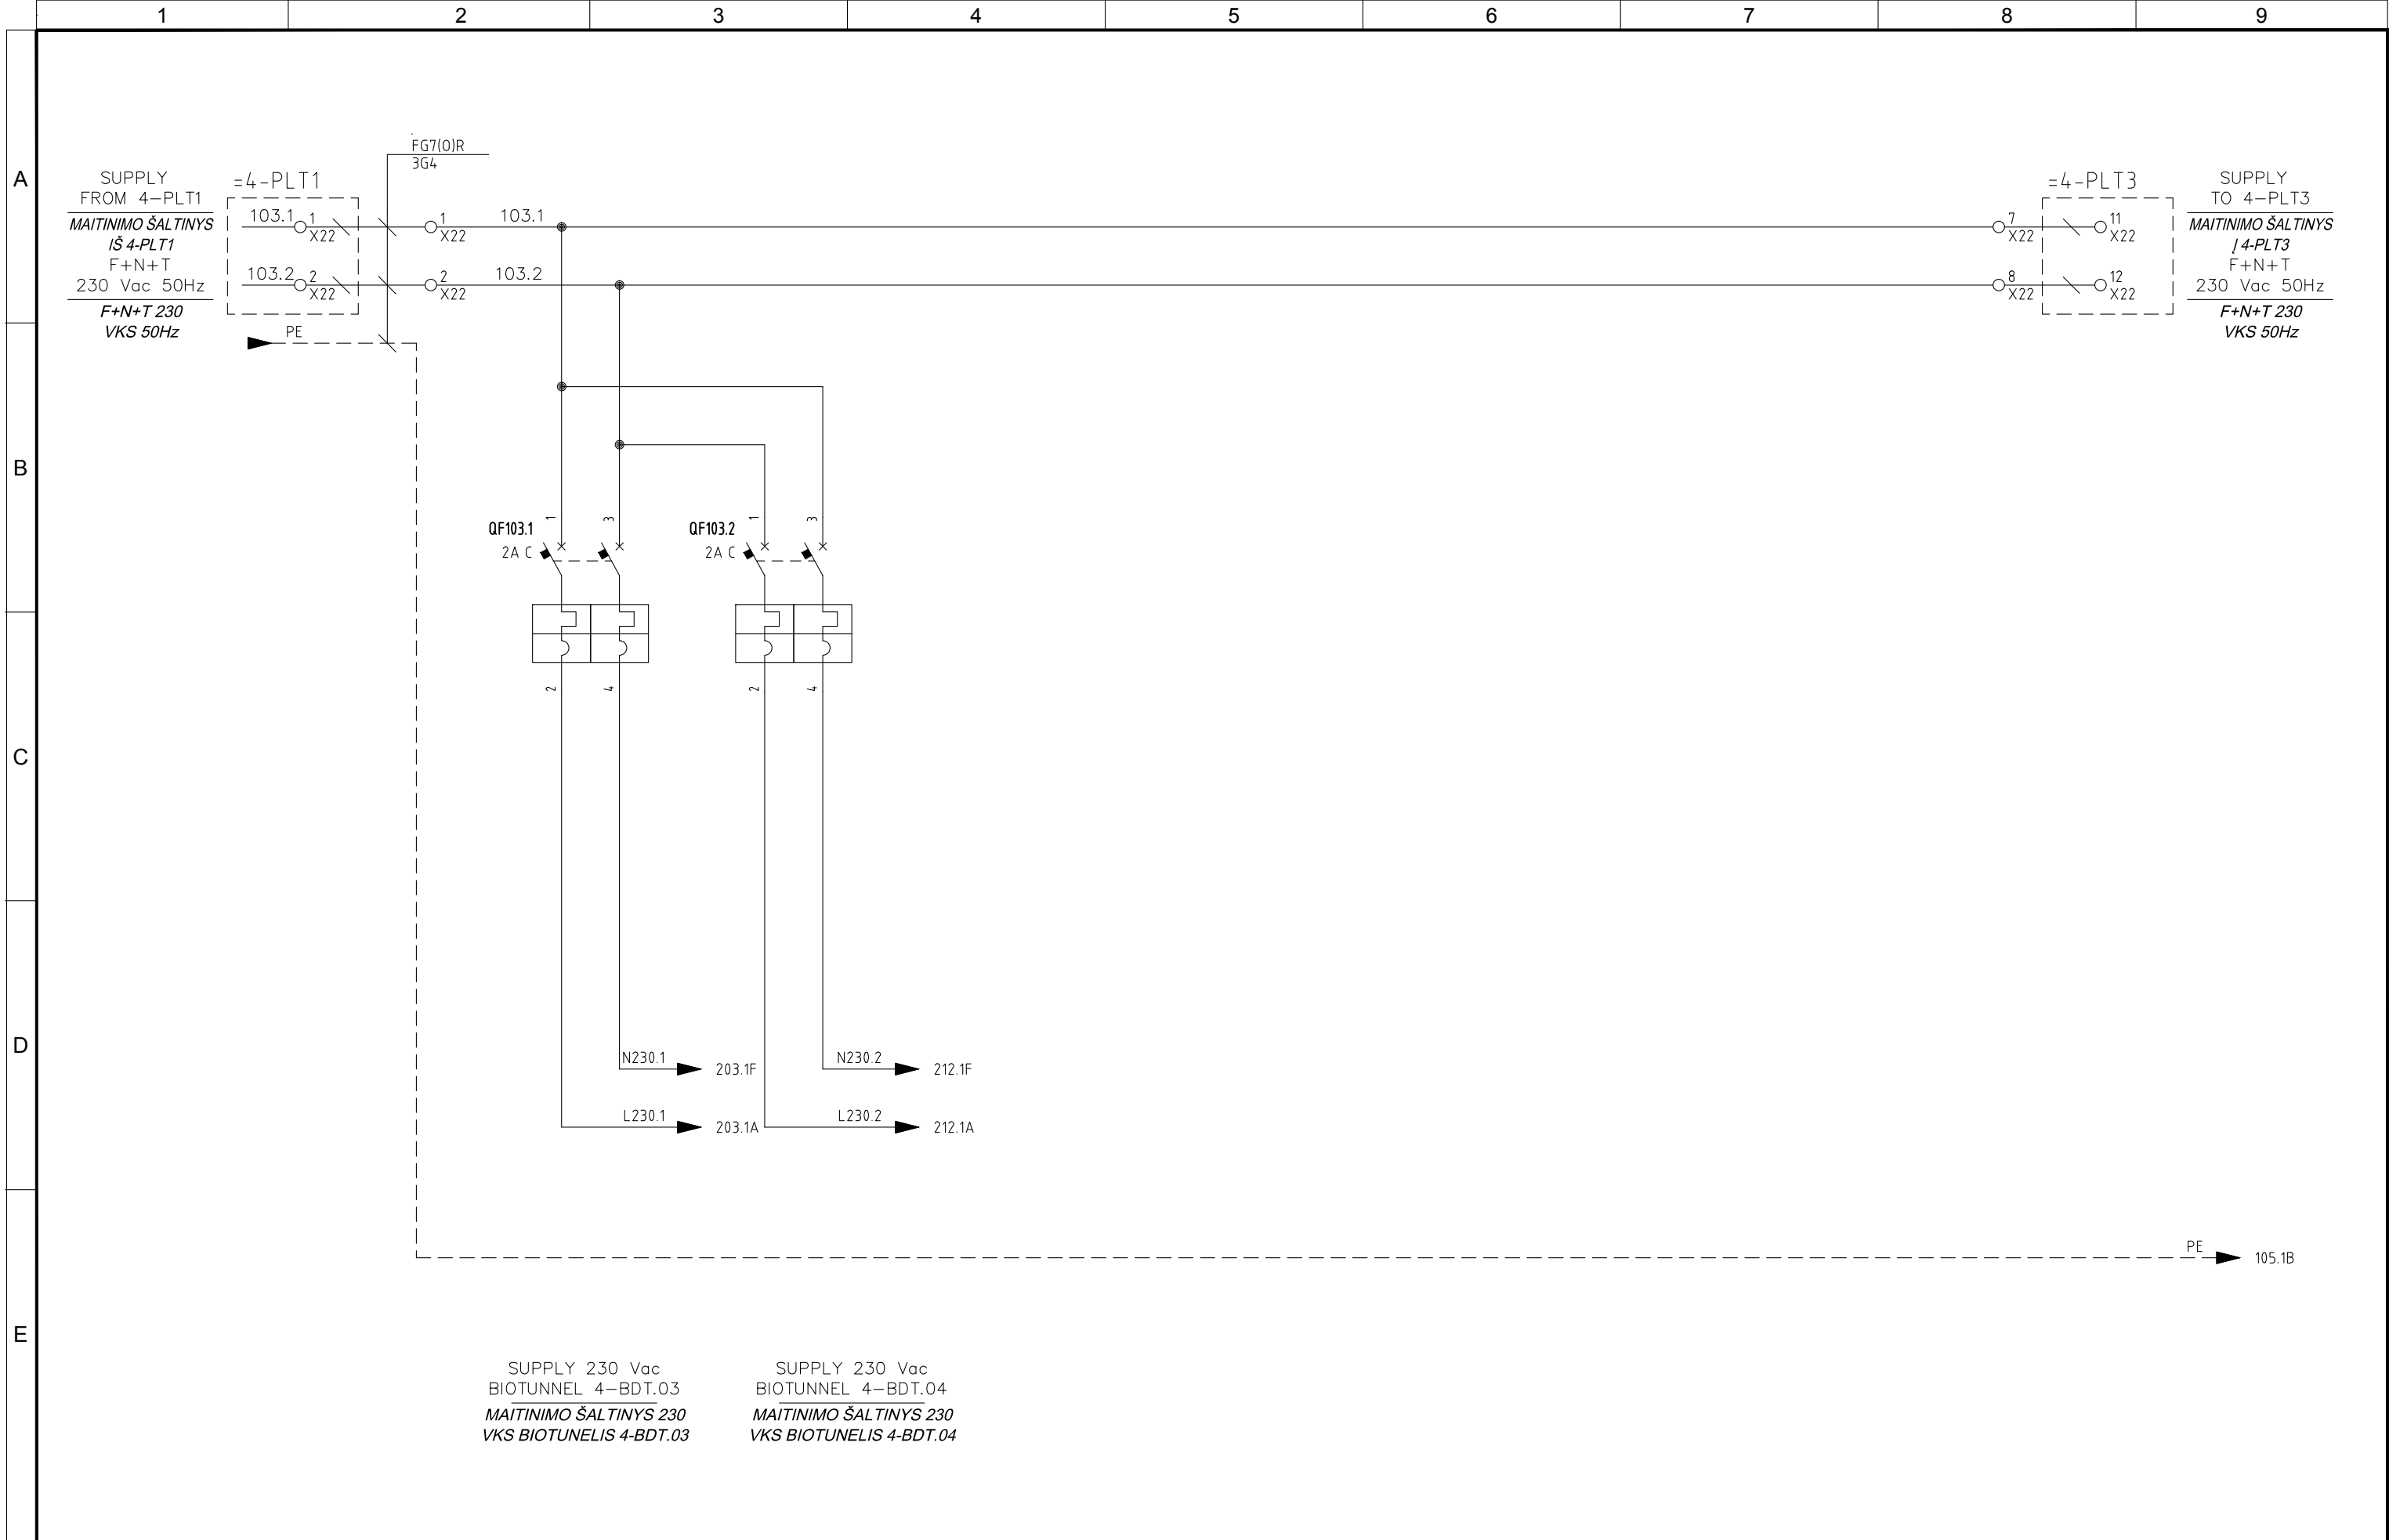 1 2 3 4 5 6 7 8 9
A
B
C
D
E
SUPPLY
FROM 4-PLT1
MAITINIMO ŠALTINYS
IŠ 4-PLT1
F+N+T
230 Vac 50Hz
F+N+T 230
VKS 50Hz
=4-PLT1
103.1 1
X22
103.2 2
X22
PE
FG7(O)R
3G4
1 103.1
X22
2 103.2
X22
7
X22
8
X22
=4-PLT3
11
X22
12
X22
SUPPLY
TO 4-PLT3
MAITINIMO ŠALTINYS
Į 4-PLT3
F+N+T
230 Vac 50Hz
F+N+T 230
VKS 50Hz
QF103.1
2A C
1 3
2 4
QF103.2
2A C
1 3
2 4
N230.1 203.1F
N230.2 212.1F
L230.1 203.1A
L230.2 212.1A
PE 105.1B
SUPPLY 230 Vac
BIOTUNNEL 4-BDT.03
MAITINIMO ŠALTINYS 230
VKS BIOTUNELIS 4-BDT.03
SUPPLY 230 Vac
BIOTUNNEL 4-BDT.04
MAITINIMO ŠALTINYS 230
VKS BIOTUNELIS 4-BDT.04